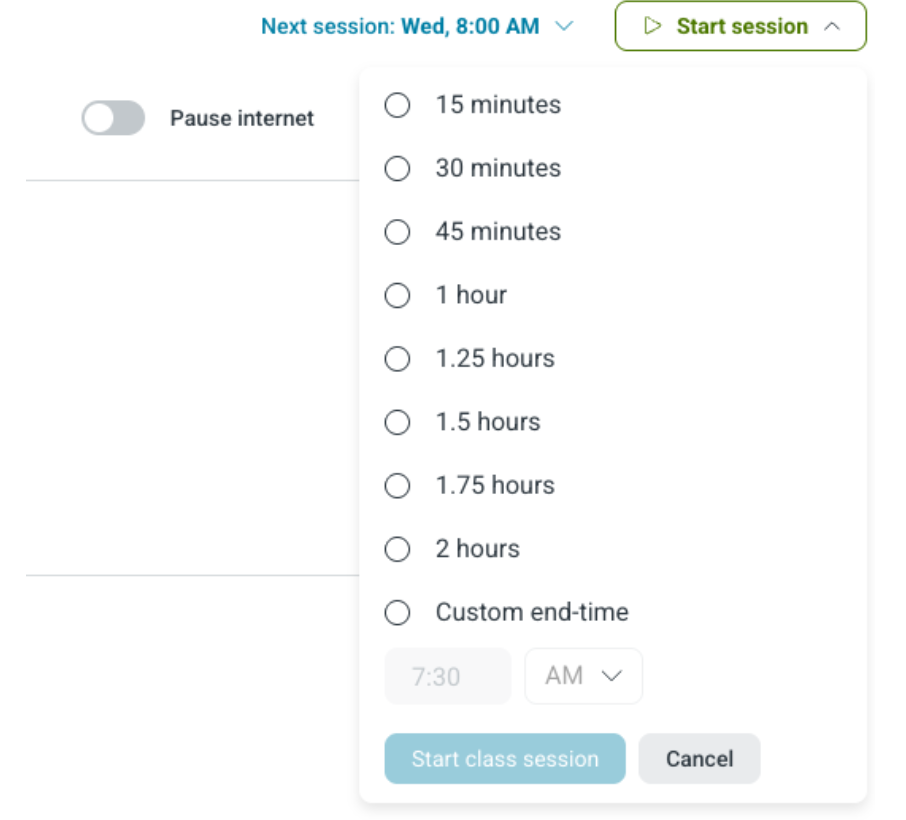 Next session: Wed, 8:00 AM
Start session
Pause internet
15 minutes
30 minutes
45 minutes
1 hour
1.25 hours
1.5 hours
1.75 hours
2 hours
Custom end-time
7:30 AM
Start class session Cancel